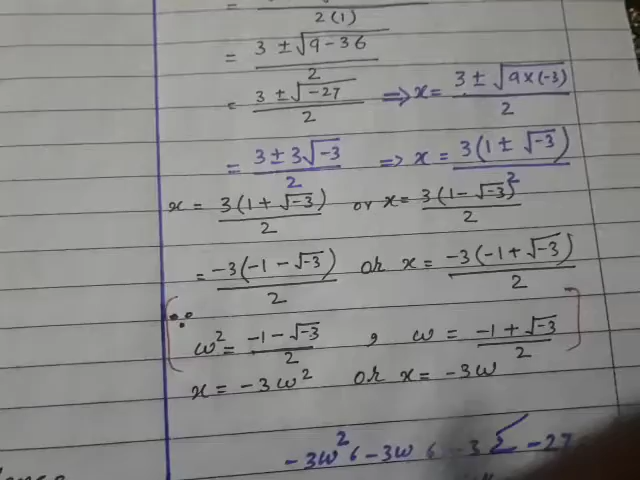 = 2(1)
= 3 ± √9-36 / 2
= 3 ± √-27 / 2 ⇒ x = 3 ± √9×(-3) / 2
= 3 ± 3√-3 / 2 ⇒ x = 3(1 ± √-3) / 2
x = 3(1 + √-3) / 2 or x = 3(1 - √-3) / 2
= -3(-1 - √-3) / 2 or x = -3(-1 + √-3) / 2
∵
ω² = -1 - √-3 / 2 , ω = -1 + √-3 / 2
x = -3ω² or x = -3ω
-3ω² , -3ω -3 -27